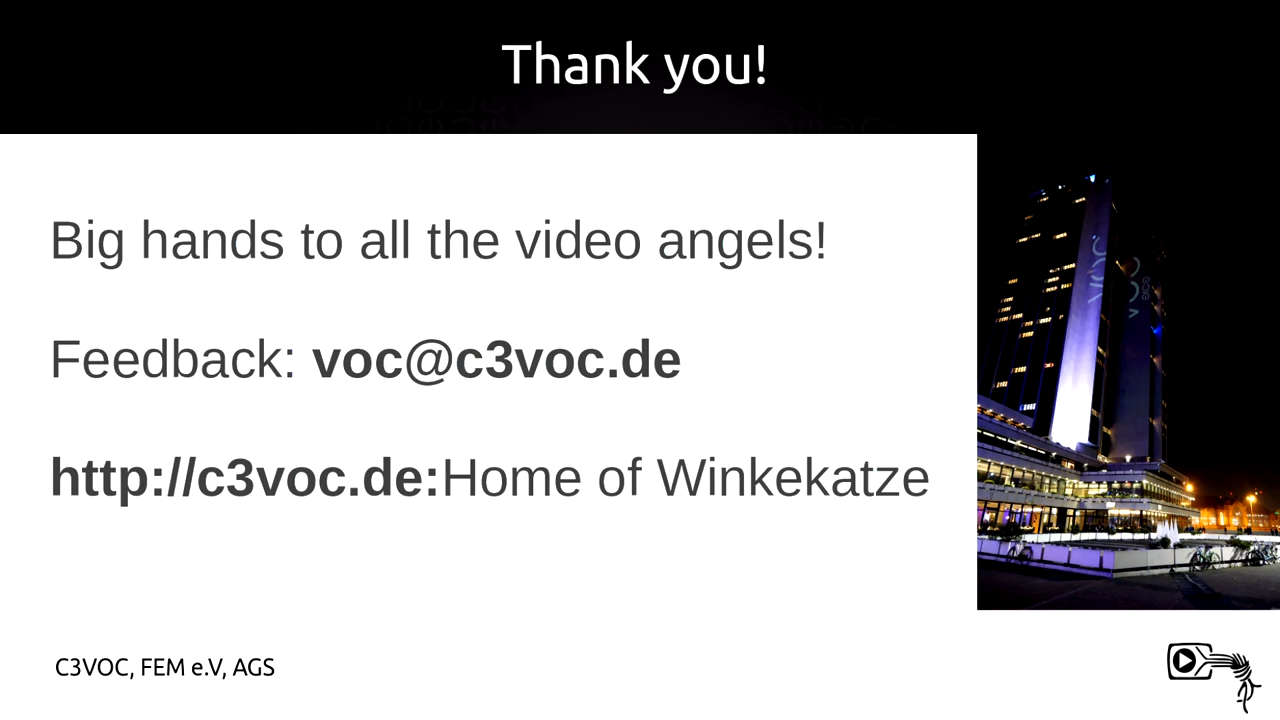 Thank you!
Big hands to all the video angels!
Feedback: voc@c3voc.de
http://c3voc.de:Home of Winkekatze
C3VOC, FEM e.V, AGS